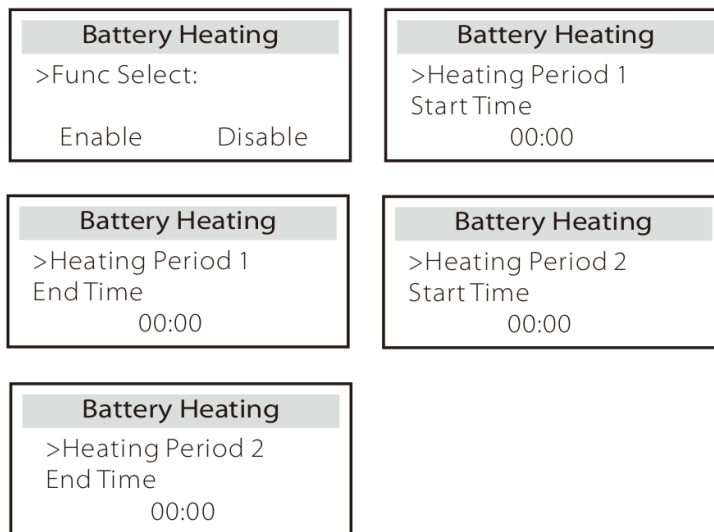 Battery Heating
>Func Select:
Enable Disable
Battery Heating
>Heating Period 1
Start Time
00:00
Battery Heating
>Heating Period 1
End Time
00:00
Battery Heating
>Heating Period 2
Start Time
00:00
Battery Heating
>Heating Period 2
End Time
00:00